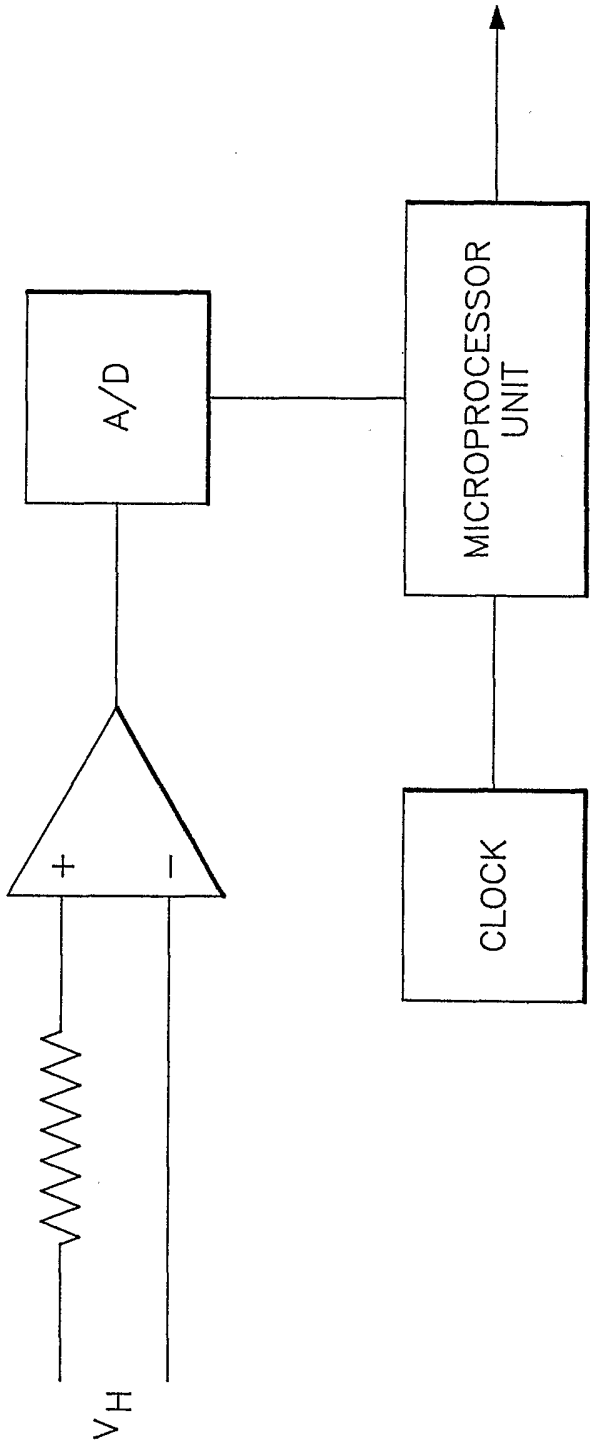 V_H
+
−
A/D
CLOCK
MICROPROCESSOR
UNIT